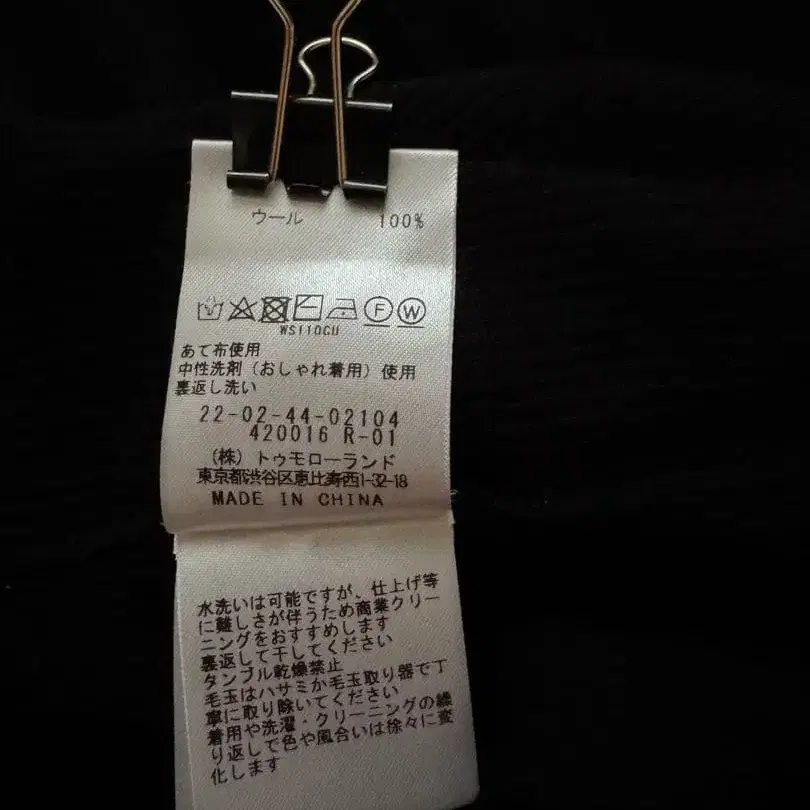 ウール 100%
F W
WS110CU
あて布使用
中性洗剤（おしゃれ着用）使用
裏返し洗い
22-02-44-02104
420016 R-01
（株）トゥモローランド
東京都渋谷区恵比寿西1-32-18
MADE IN CHINA
水洗いは可能ですが、仕上げ等
に難しさが伴うため商業クリー
ニングをおすすめします
裏返して干してください
タンブル乾燥禁止
毛玉はハサミか毛玉取り器で丁
寧に取り除いてください
着用や洗濯・クリーニングの繰
り返しで色や風合いは徐々に変
化します